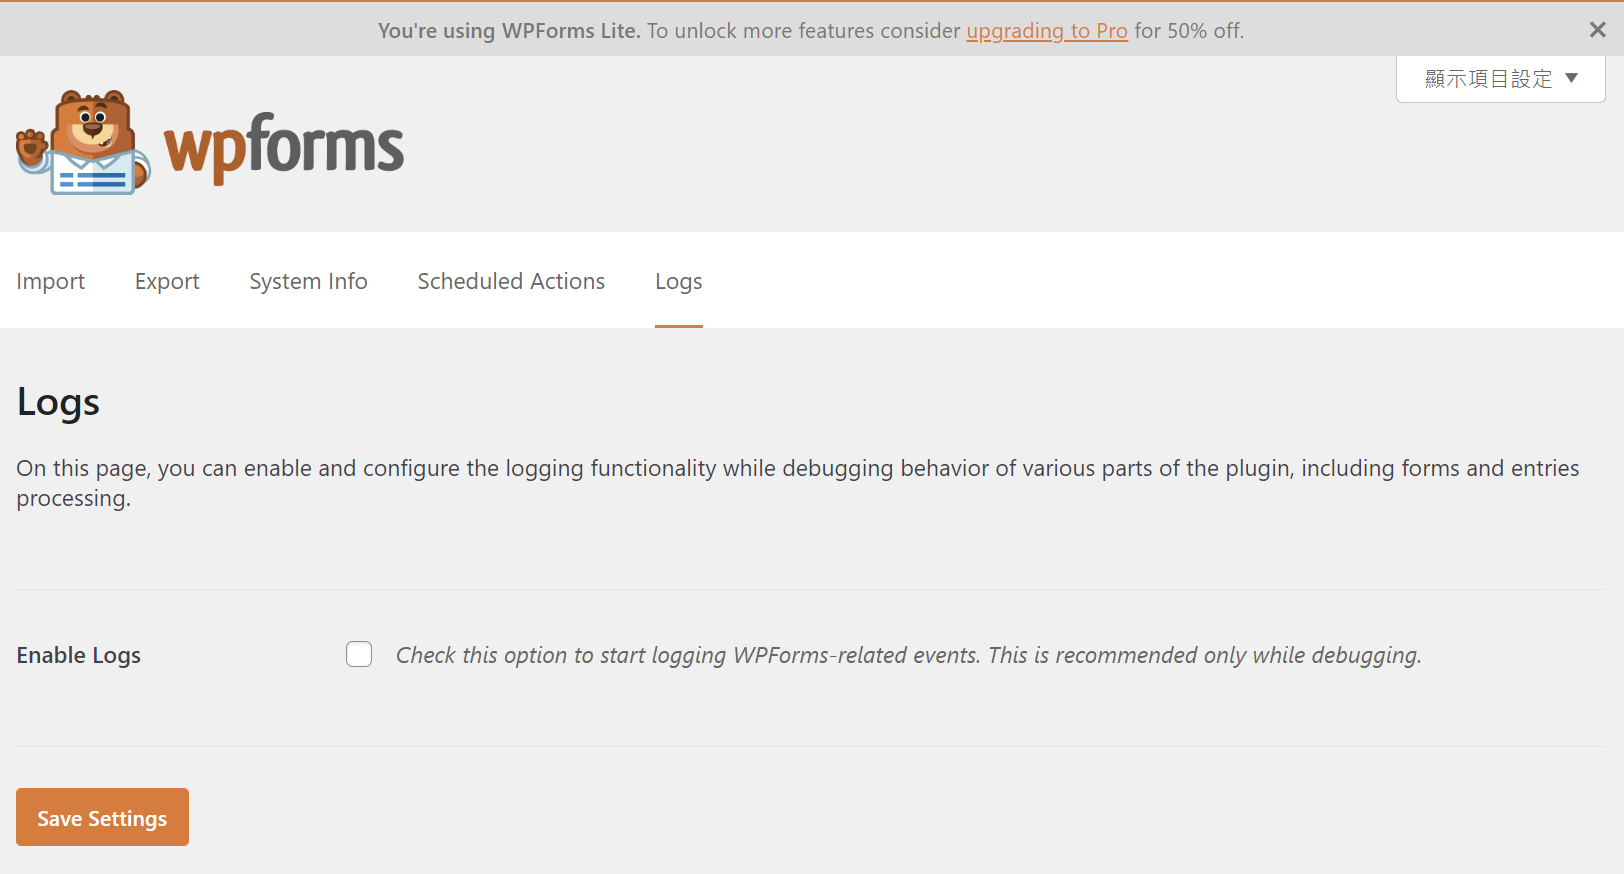 You're using WPForms Lite. To unlock more features consider upgrading to Pro for 50% off.
✕
顯示項目設定 ▼
wpforms
Import Export System Info Scheduled Actions Logs
Logs
On this page, you can enable and configure the logging functionality while debugging behavior of various parts of the plugin, including forms and entries
processing.
Enable Logs Check this option to start logging WPForms-related events. This is recommended only while debugging.
Save Settings